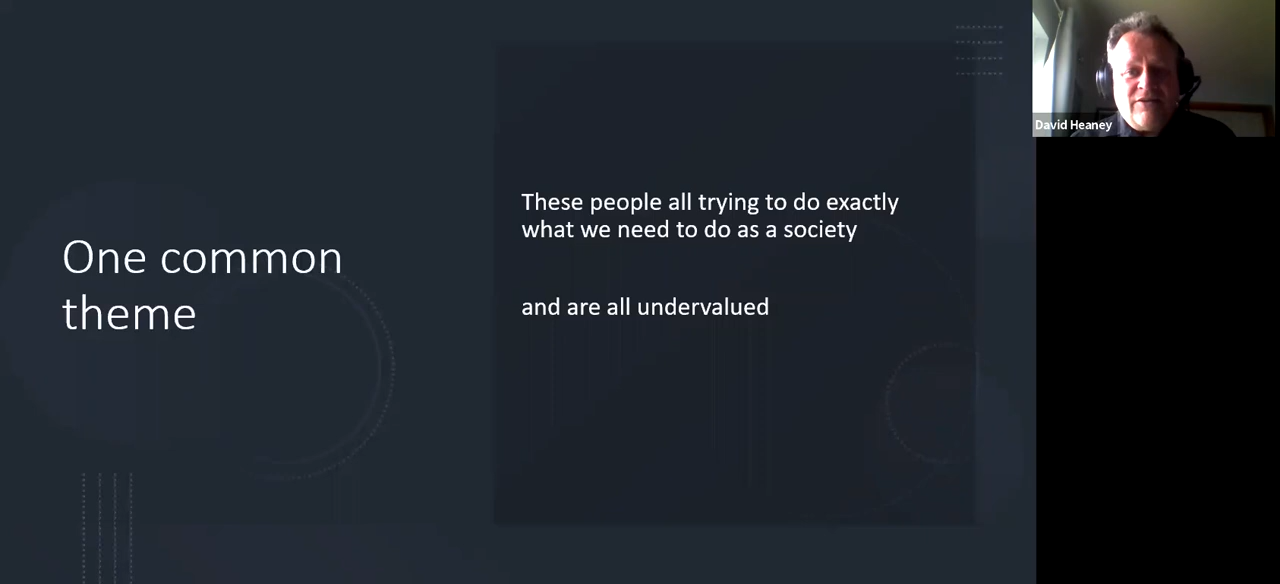 One common
theme
These people all trying to do exactly
what we need to do as a society
and are all undervalued
David Heaney